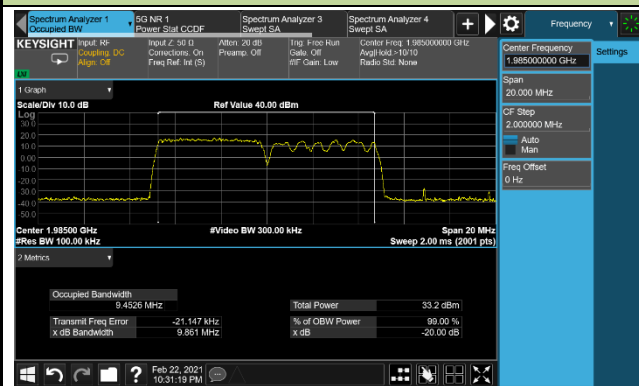 Spectrum Analyzer 1
Occupied BW
5G NR 1
Power Stat CCDF
Spectrum Analyzer 3
Swept SA
Spectrum Analyzer 4
Swept SA
+
Frequency
KEYSIGHT
Input: RF
Coupling: DC
Align: Off
Input Z: 50 Ω
Corrections: On
Freq Ref: Int (S)
Atten: 20 dB
Preamp: Off
Trig: Free Run
Gate: Off
#IF Gain: Low
Center Freq: 1.985000000 GHz
Avg|Hold:>10/10
Radio Std: None
Center Frequency
1.985000000 GHz
Settings
Span
20.000 MHz
CF Step
2.000000 MHz
Auto
Man
Freq Offset
0 Hz
1 Graph
Scale/Div 10.0 dB
Ref Value 40.00 dBm
Log
30.0
20.0
10.0
0.00
-10.0
-20.0
-30.0
-40.0
-50.0
Center 1.98500 GHz
#Video BW 300.00 kHz
Span 20 MHz
#Res BW 100.00 kHz
Sweep 2.00 ms (2001 pts)
2 Metrics
Occupied Bandwidth
9.4526 MHz
Total Power
33.2 dBm
Transmit Freq Error
-21.147 kHz
% of OBW Power
99.00 %
x dB Bandwidth
9.861 MHz
x dB
-20.00 dB
?
Feb 22, 2021
10:31:19 PM